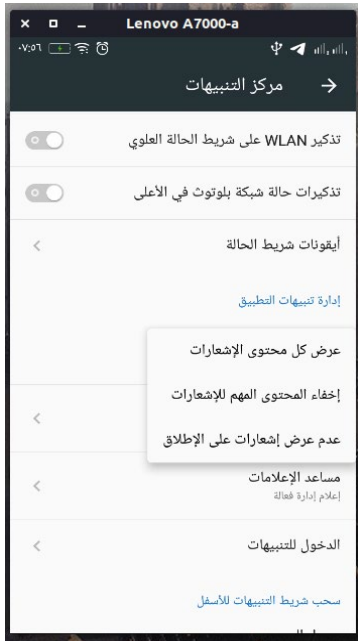 Lenovo A7000-a
٠٧:٥٦
مركز التنبيهات
تذكير WLAN على شريط الحالة العلوي
تذكيرات حالة شبكة بلوتوث في الأعلى
أيقونات شريط الحالة
إدارة تنبيهات التطبيق
عرض كل محتوى الإشعارات
إخفاء المحتوى المهم للإشعارات
عدم عرض إشعارات على الإطلاق
مساعد الإعلامات
إعلام إدارة فعالة
الدخول للتنبيهات
سحب شريط التنبيهات للأسفل